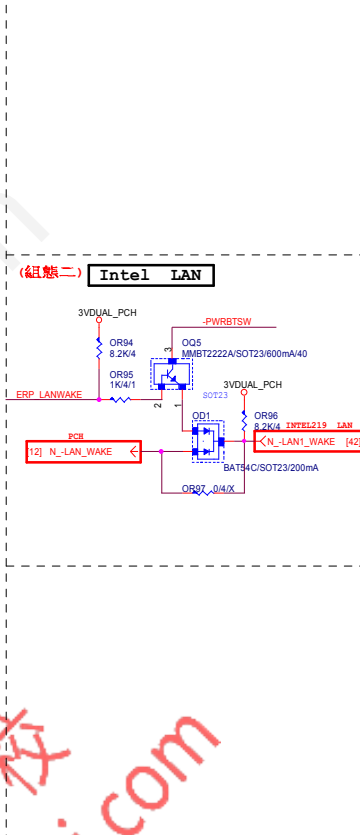 (組態二) Intel LAN
3VDUAL_PCH
-PWRBTSW
OR94
8.2K/4
OQ5
MMBT2222A/SOT23/600mA/40
3
OR95
1K/4/1
ERP_LANWAKE
2
1
SOT23
3VDUAL_PCH
OD1
OR96
8.2K/4
INTEL219 LAN
PCH
[12] N_-LAN_WAKE
N_-LAN1_WAKE [42]
BAT54C/SOT23/200mA
OR97 0/4/X
校
.com